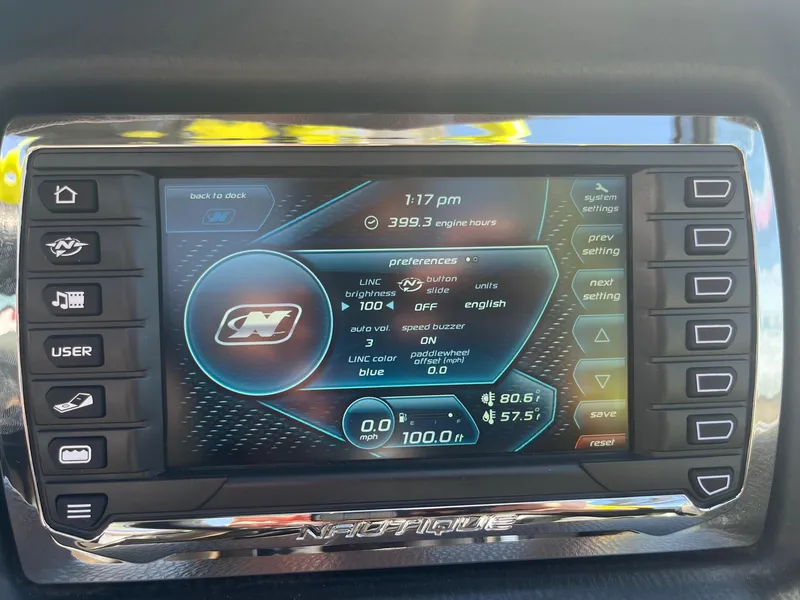 back to dock
1:17 pm
399.3 engine hours
system
settings
prev
setting
next
setting
save
reset
preferences
LINC
brightness
100
button
slide
OFF
units
english
auto vol.
3
speed buzzer
ON
LINC color
blue
paddlewheel
offset (mph)
0.0
0.0
mph
E F
100.0 ft
80.6 F
57.5 F
USER
NAUTIQUE